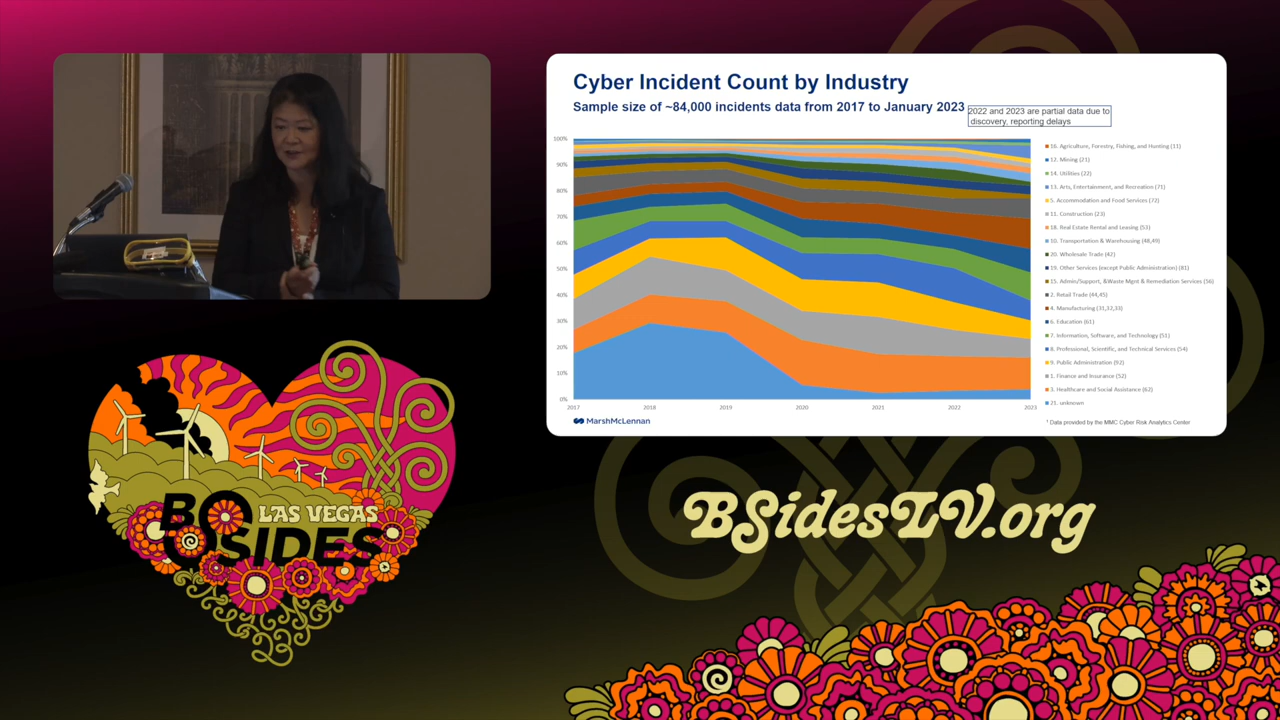 Cyber Incident Count by Industry
Sample size of ~84,000 incidents data from 2017 to January 2023
2022 and 2023 are partial data due to
discovery, reporting delays
100%
90%
80%
70%
60%
50%
40%
30%
20%
10%
0%
2017
2018
2019
2020
2021
2022
2023
16. Agriculture, Forestry, Fishing, and Hunting (11)
12. Mining (21)
14. Utilities (22)
13. Arts, Entertainment, and Recreation (71)
5. Accommodation and Food Services (72)
11. Construction (23)
18. Real Estate Rental and Leasing (53)
10. Transportation & Warehousing (48,49)
20. Wholesale Trade (42)
19. Other Services (except Public Administration) (81)
15. Admin/Support, &Waste Mgnt & Remediation Services (56)
2. Retail Trade (44,45)
4. Manufacturing (31,32,33)
6. Education (61)
7. Information, Software, and Technology (51)
8. Professional, Scientific, and Technical Services (54)
9. Public Administration (92)
1. Finance and Insurance (52)
3. Healthcare and Social Assistance (62)
21. unknown
MarshMcLennan
¹ Data provided by the MMC Cyber Risk Analytics Center
BSidesLV.org
LAS VEGAS
BSIDES
23